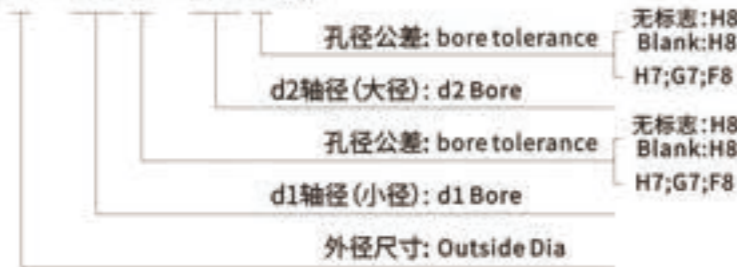 无标志:H8
孔径公差: bore tolerance
Blank:H8
H7;G7;F8
d2轴径(大径): d2 Bore
无标志:H8
孔径公差: bore tolerance
Blank:H8
H7;G7;F8
d1轴径(小径): d1 Bore
外径尺寸: Outside Dia